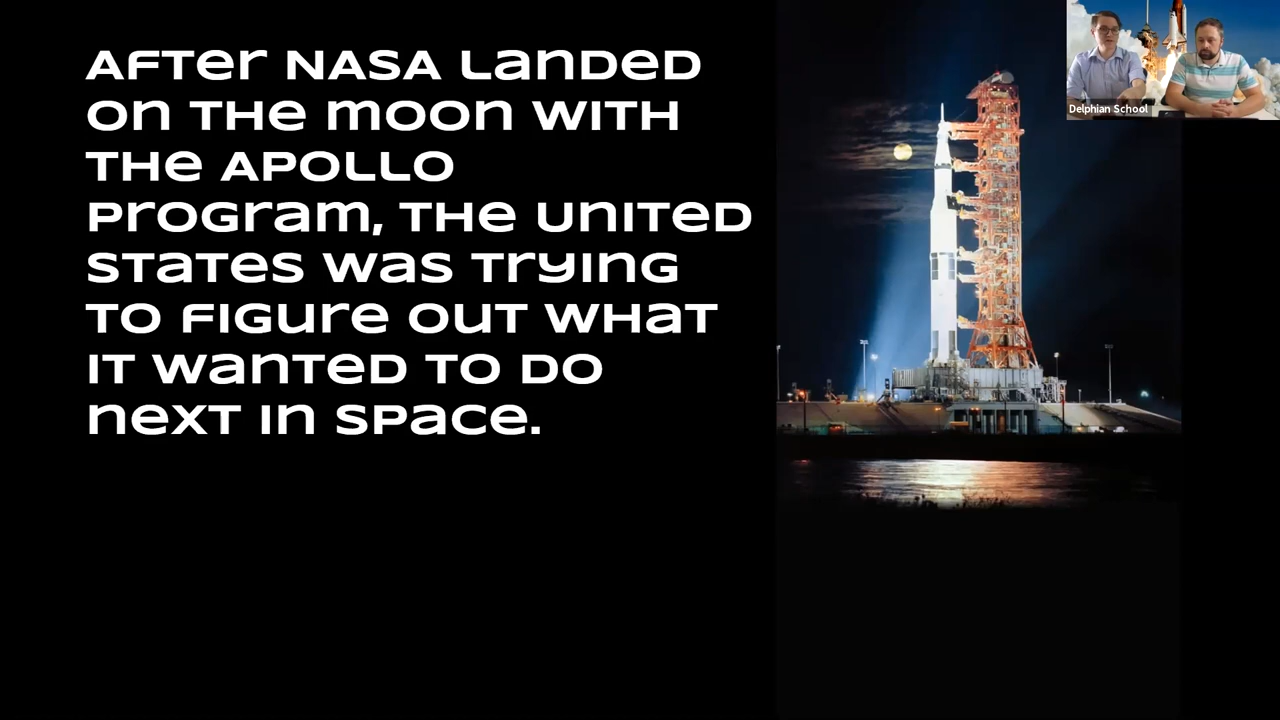 After NASA landed
on the moon with
the Apollo
program, the United
States was trying
to figure out what
it wanted to do
next in space.
Delphian School